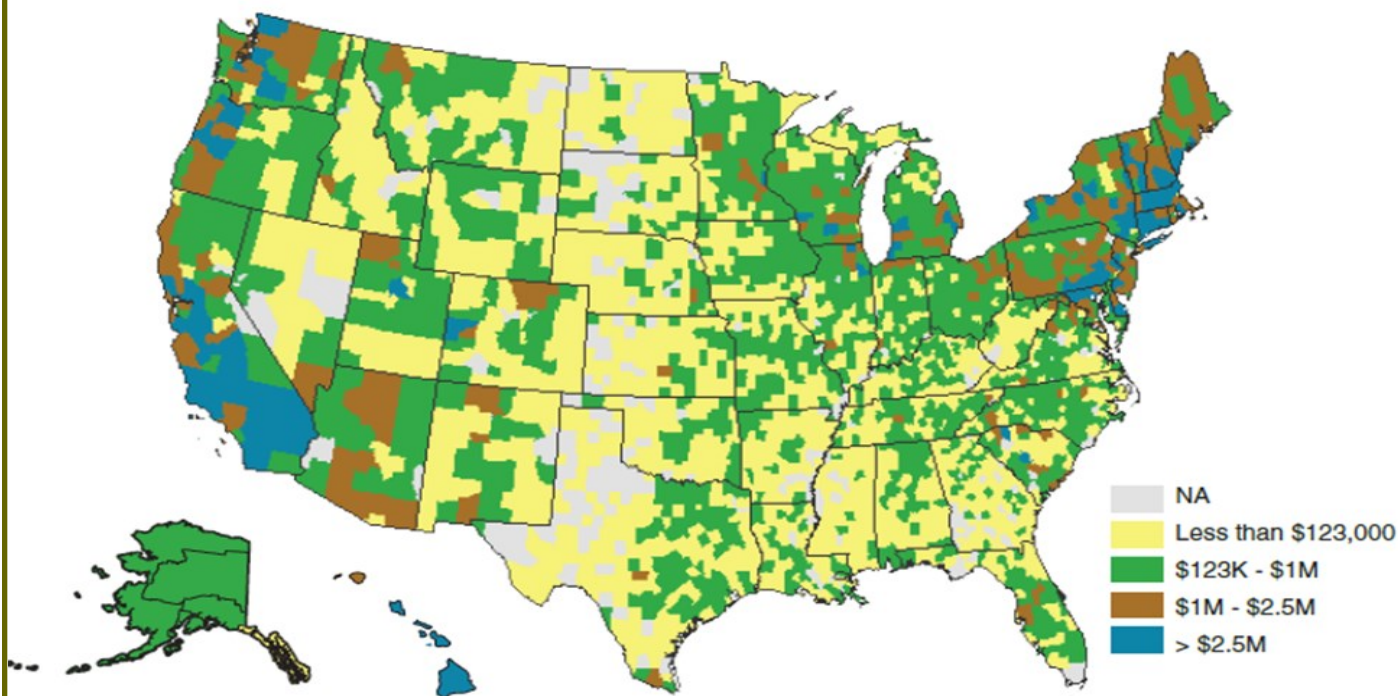 NA
Less than $123,000
$123K - $1M
$1M - $2.5M
> $2.5M